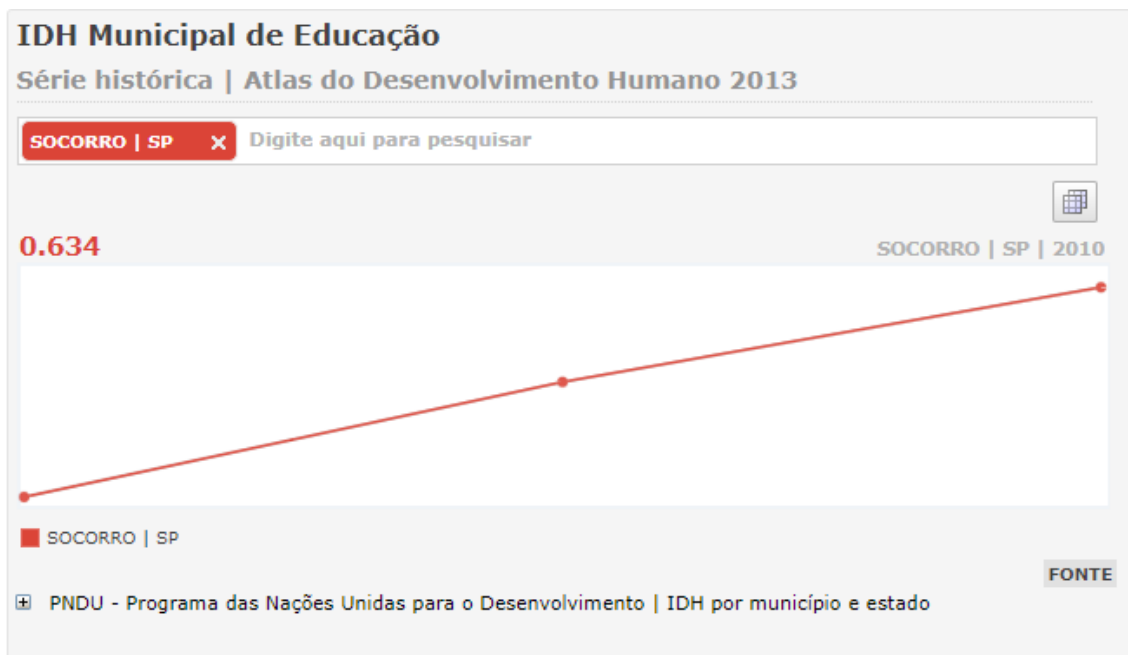 IDH Municipal de Educação
Série histórica | Atlas do Desenvolvimento Humano 2013
SOCORRO | SP × Digite aqui para pesquisar
0.634 SOCORRO | SP | 2010
SOCORRO | SP
FONTE
PNDU - Programa das Nações Unidas para o Desenvolvimento | IDH por município e estado